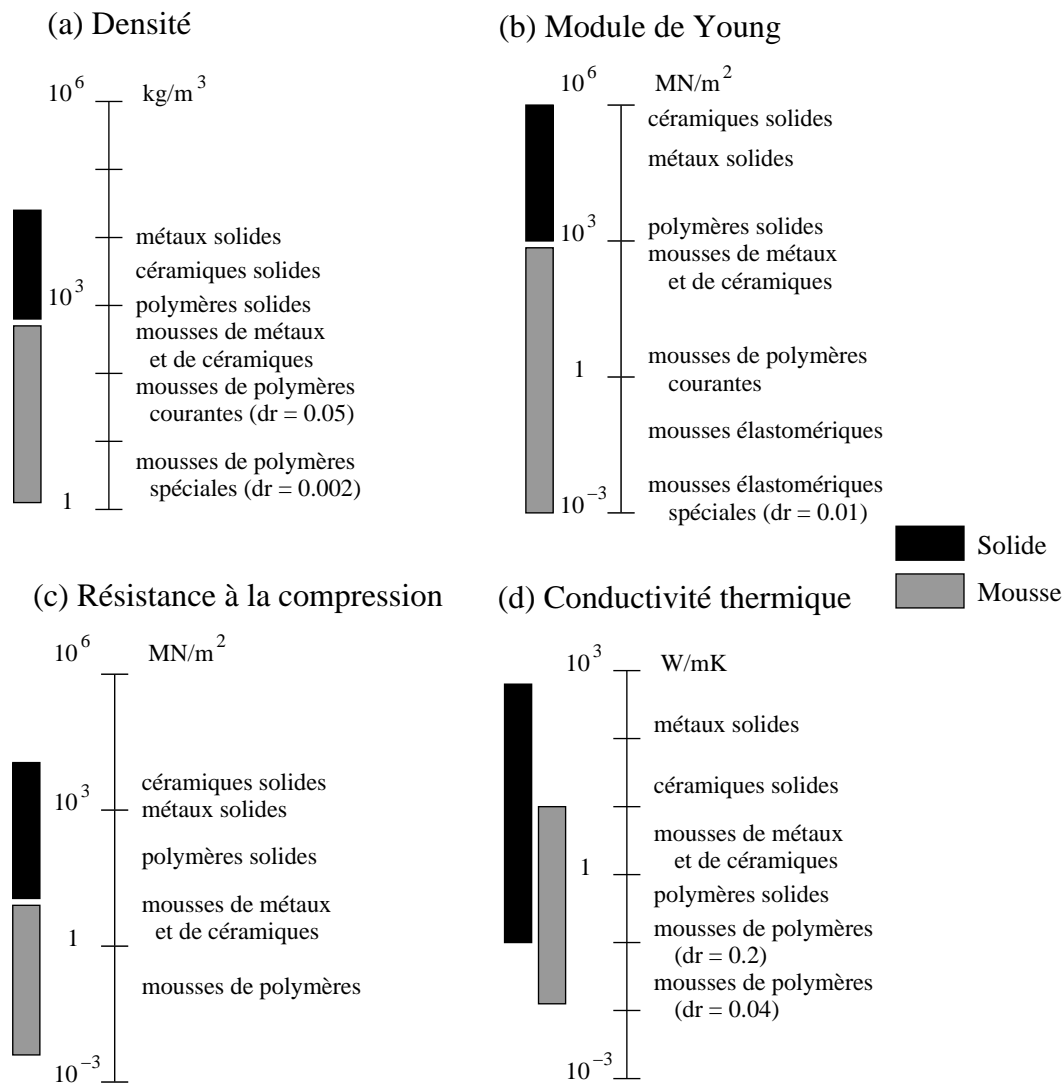 (a) Densité
10^6 kg/m^3
métaux solides
céramiques solides
10^3 polymères solides
mousses de métaux
et de céramiques
mousses de polymères
courantes (dr = 0.05)
mousses de polymères
spéciales (dr = 0.002)
1
(b) Module de Young
10^6 MN/m^2
céramiques solides
métaux solides
polymères solides
10^3
mousses de métaux
et de céramiques
mousses de polymères
1
courantes
mousses élastomériques
mousses élastomériques
10^−3
spéciales (dr = 0.01)
Solide
Mousse
(c) Résistance à la compression
10^6 MN/m^2
céramiques solides
10^3 métaux solides
polymères solides
mousses de métaux
et de céramiques
1
mousses de polymères
10^−3
(d) Conductivité thermique
10^3 W/mK
métaux solides
céramiques solides
mousses de métaux
et de céramiques
1
polymères solides
mousses de polymères
(dr = 0.2)
mousses de polymères
(dr = 0.04)
10^−3